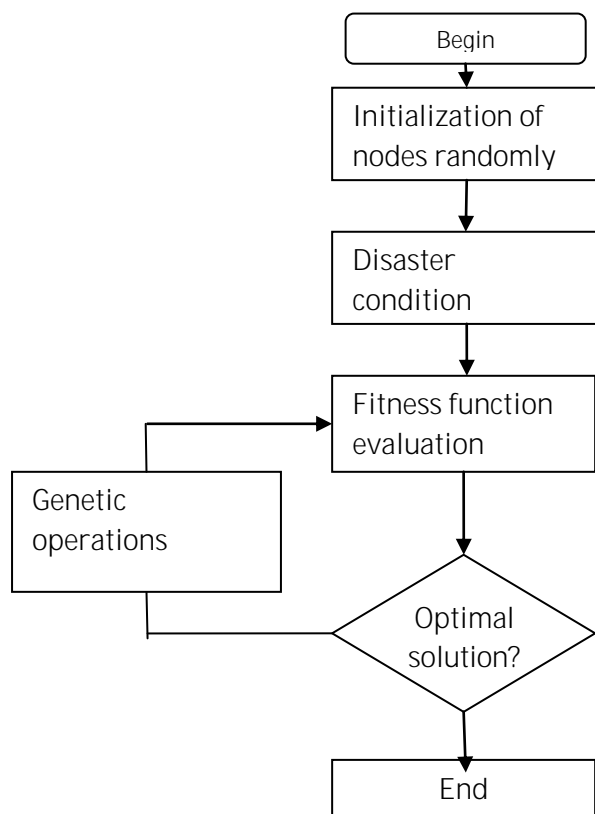 Begin
Initialization of
nodes randomly
Disaster
condition
Fitness function
evaluation
Genetic
operations
Optimal
solution?
End